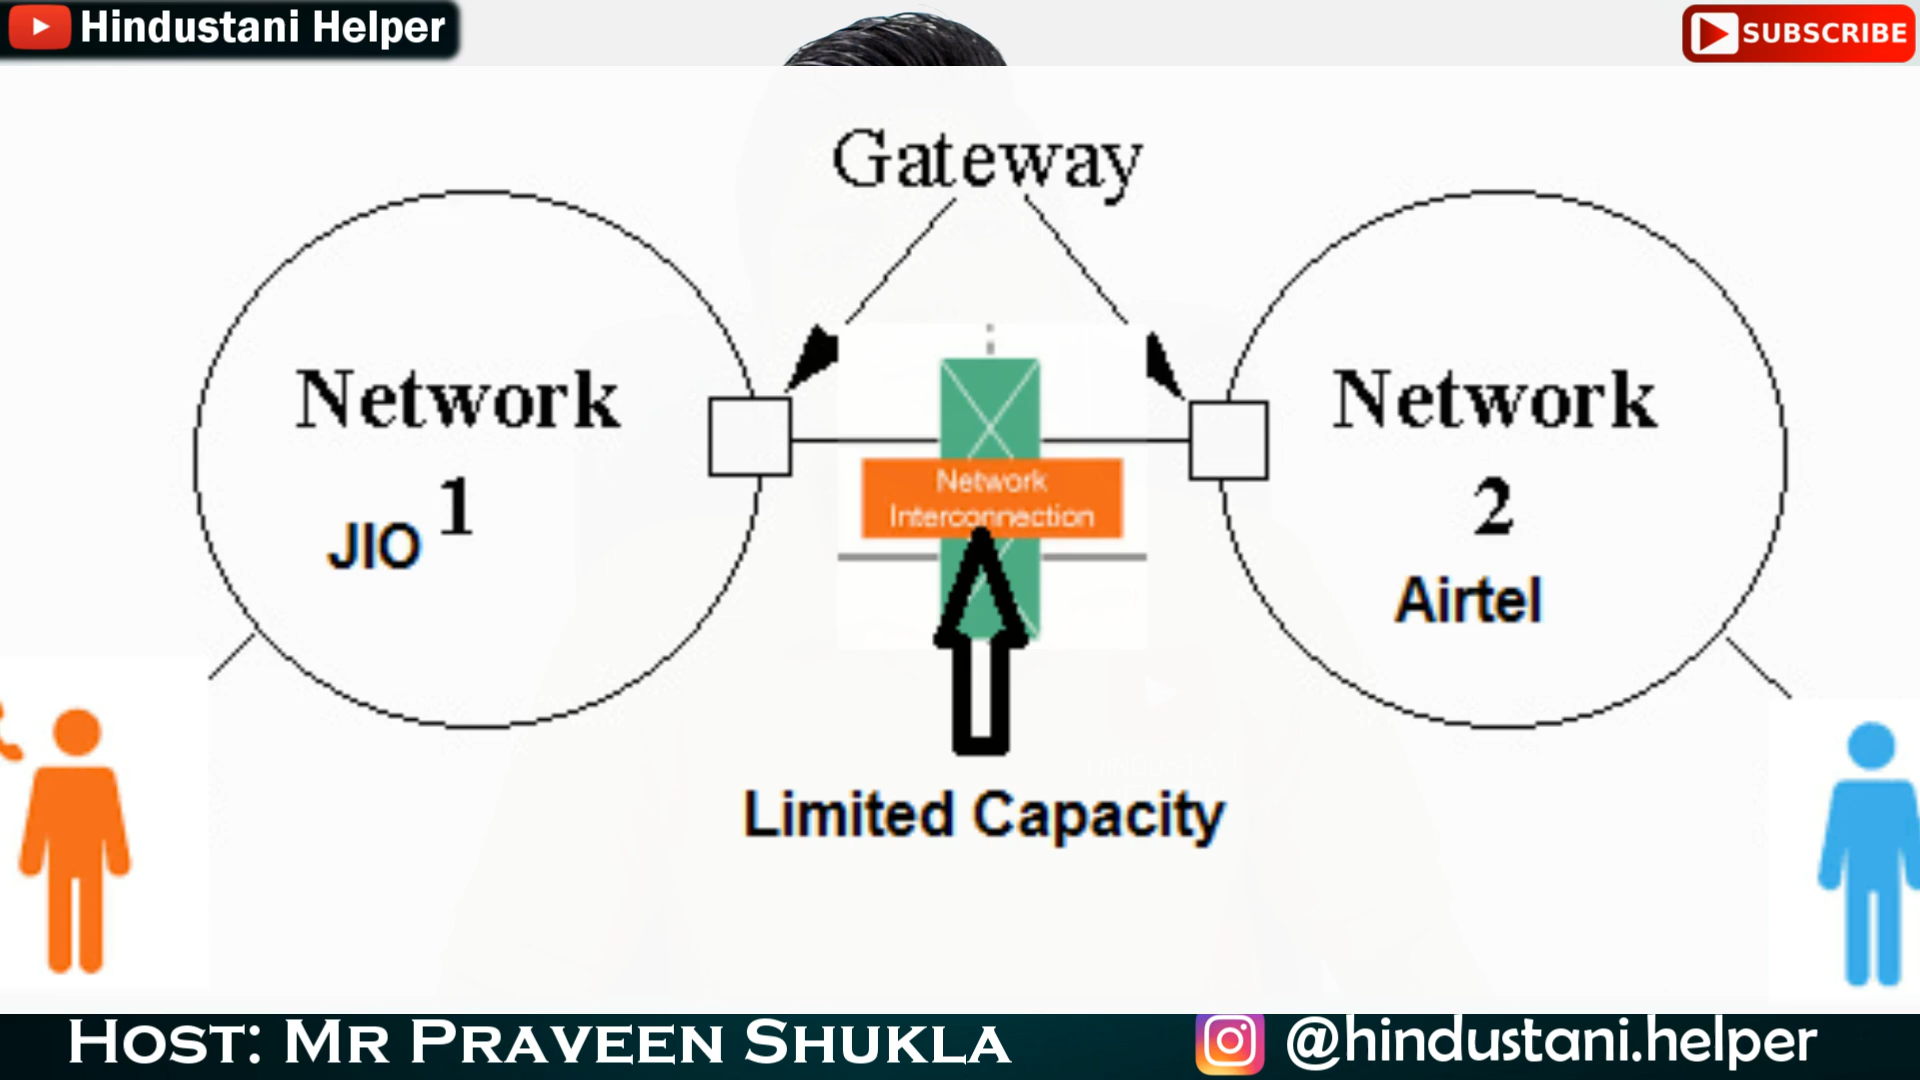 Hindustani Helper
SUBSCRIBE
Gateway
Network
1
JIO
Network
Interconnection
Network
2
Airtel
Limited Capacity
HOST: MR PRAVEEN SHUKLA
@hindustani.helper